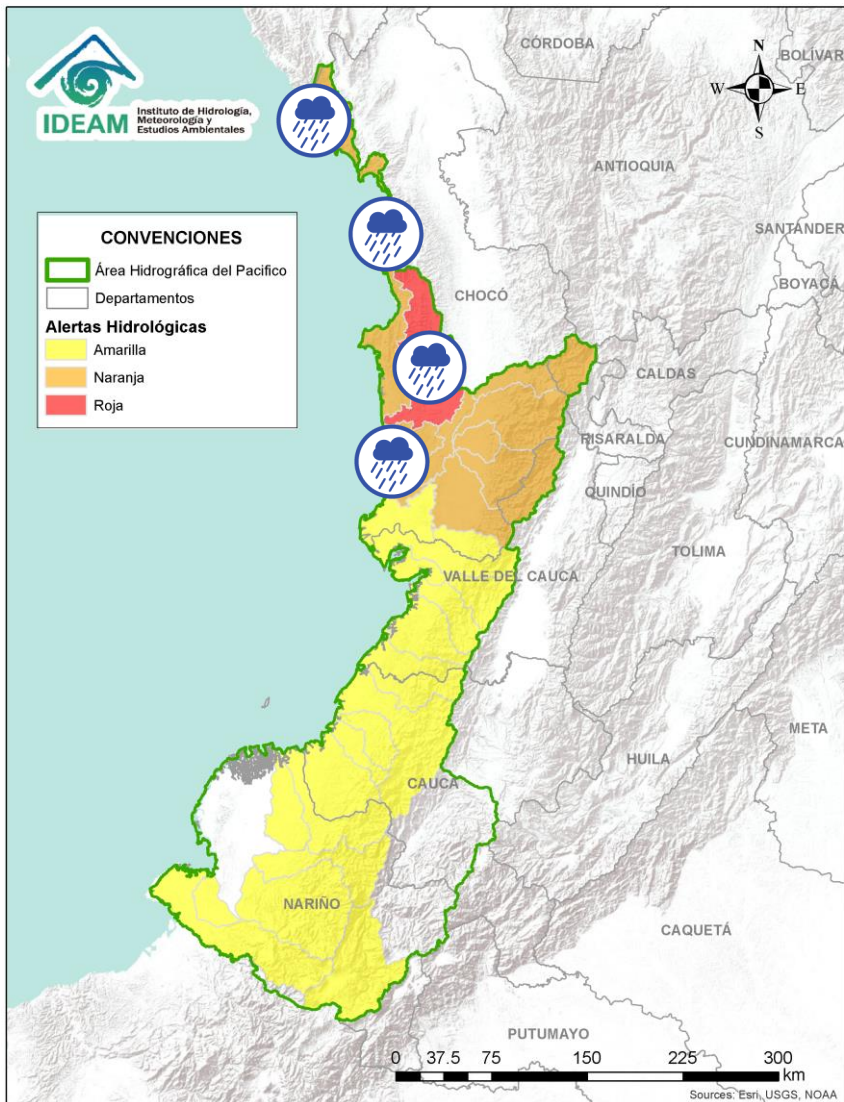 IDEAM
Instituto de Hidrología,
Meteorología y
Estudios Ambientales
CÓRDOBA
BOLÍVAR
N
W
E
S
ANTIOQUIA
SANTANDER
BOYACÁ
CONVENCIONES
Área Hidrográfica del Pacifico
Departamentos
Alertas Hidrológicas
Amarilla
Naranja
Roja
CHOCÓ
CALDAS
RISARALDA
CUNDINAMARCA
QUINDÍO
TOLIMA
VALLE DEL CAUCA
META
HUILA
CAUCA
NARIÑO
CAQUETÁ
PUTUMAYO
0 37.5 75 150 225 300
km
Sources: Esri, USGS, NOAA